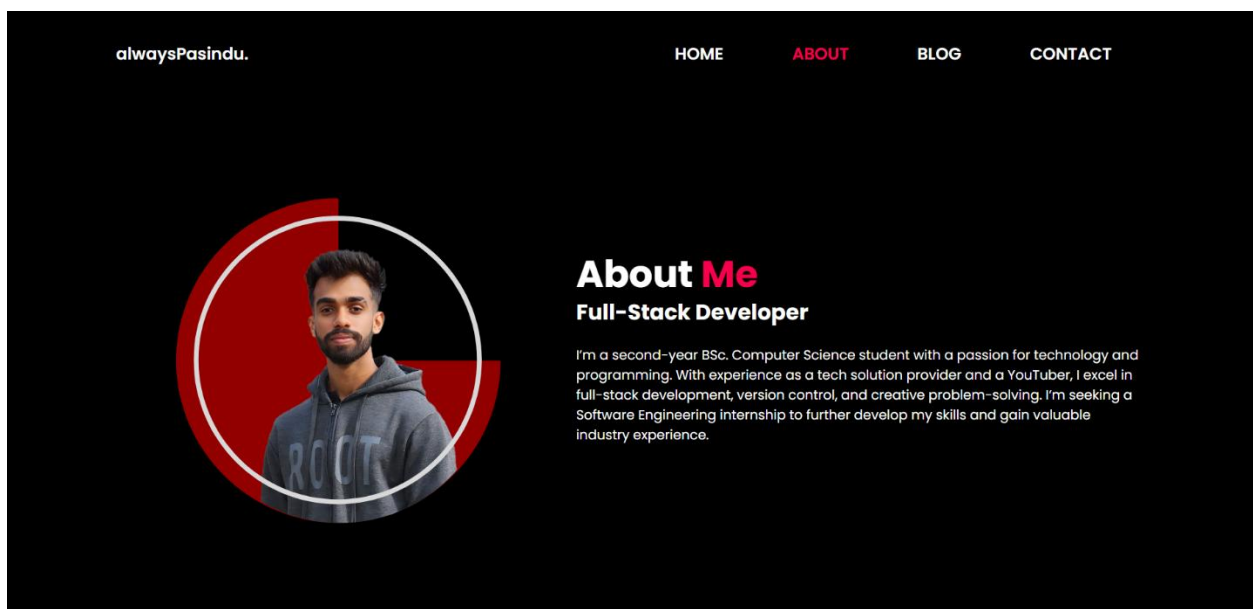 alwaysPasindu.
HOME
ABOUT
BLOG
CONTACT
About Me
Full-Stack Developer
I'm a second-year BSc. Computer Science student with a passion for technology and
programming. With experience as a tech solution provider and a YouTuber, I excel in
full-stack development, version control, and creative problem-solving. I'm seeking a
Software Engineering internship to further develop my skills and gain valuable
industry experience.
ROOT